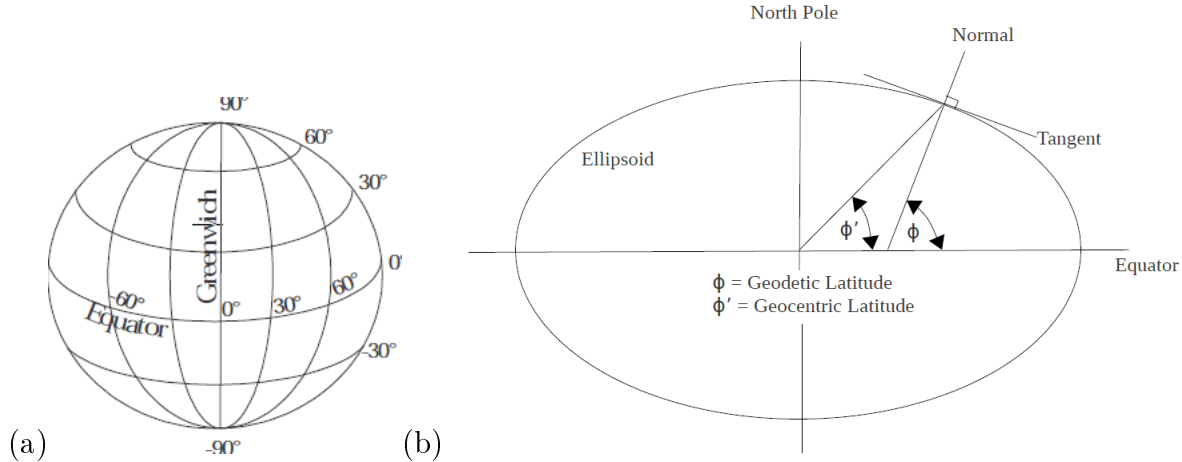 90°
60°
30°
0°
Greenwich
-60°
0°
30°
60°
Equator
-30°
-90°
(a)
North Pole
Normal
Tangent
Ellipsoid
ϕ′
ϕ
Equator
ϕ = Geodetic Latitude
ϕ′ = Geocentric Latitude
(b)